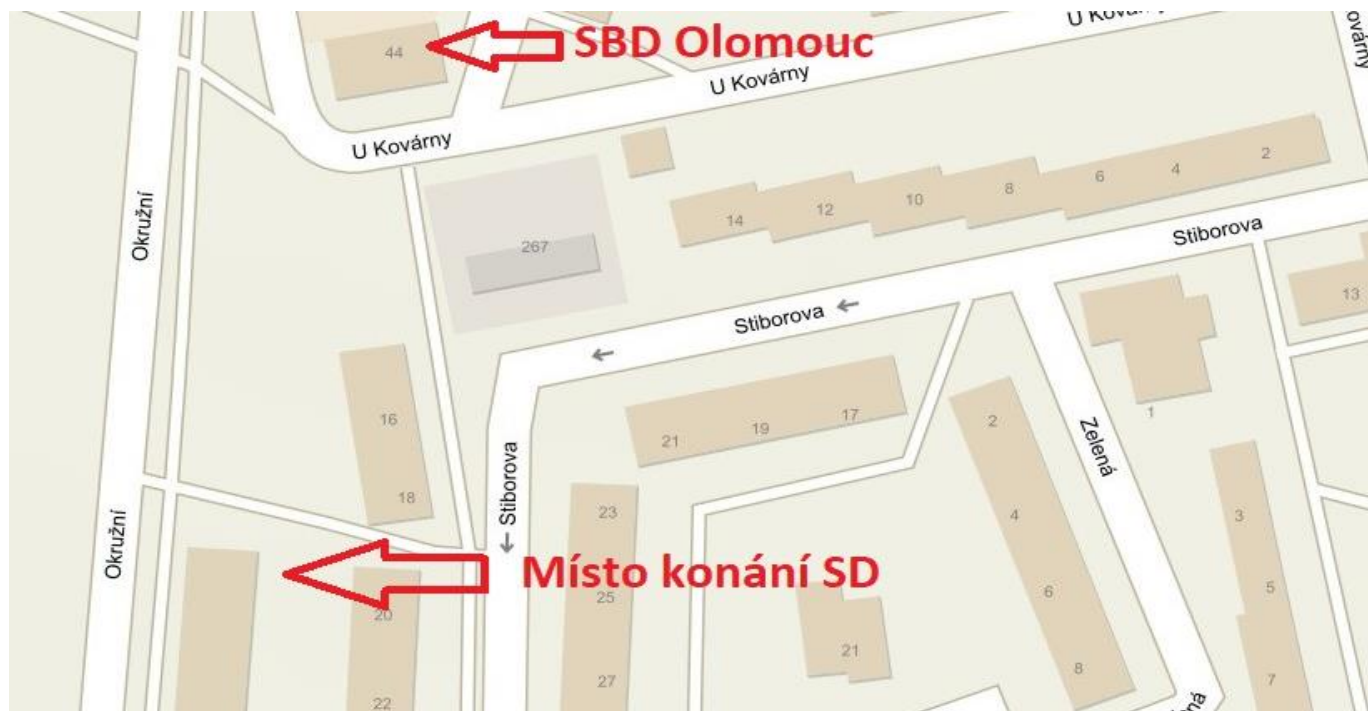 U Kovárny
ovárny
44
SBD Olomouc
U Kovárny
U Kovárny
Okružní
2
4
6
8
10
12
14
267
Stiborova
13
Stiborova
16
17
19
21
2
1
Zelená
18
Stiborova
23
4
3
Okružní
Místo konání SD
20
25
6
5
21
8
22
27
7
ená